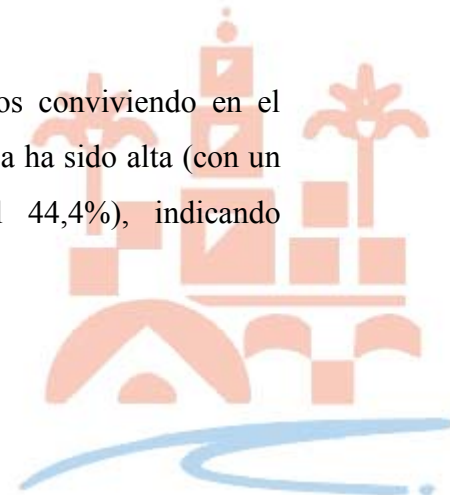 os conviviendo en el
a ha sido alta (con un
44,4%), indicando